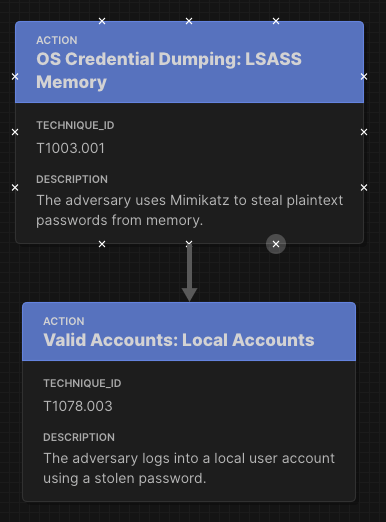 ACTION
OS Credential Dumping: LSASS
Memory
TECHNIQUE_ID
T1003.001
DESCRIPTION
The adversary uses Mimikatz to steal plaintext
passwords from memory.
ACTION
Valid Accounts: Local Accounts
TECHNIQUE_ID
T1078.003
DESCRIPTION
The adversary logs into a local user account
using a stolen password.